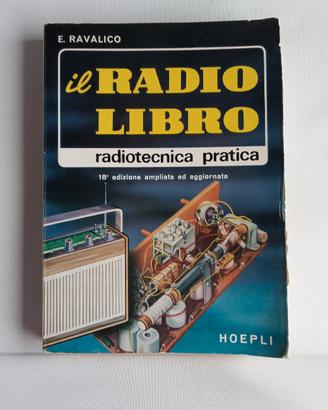 E. RAVALICO
il RADIO
LIBRO
radiotecnica pratica
18ª edizione ampliata ed aggiornata
HOEPLI